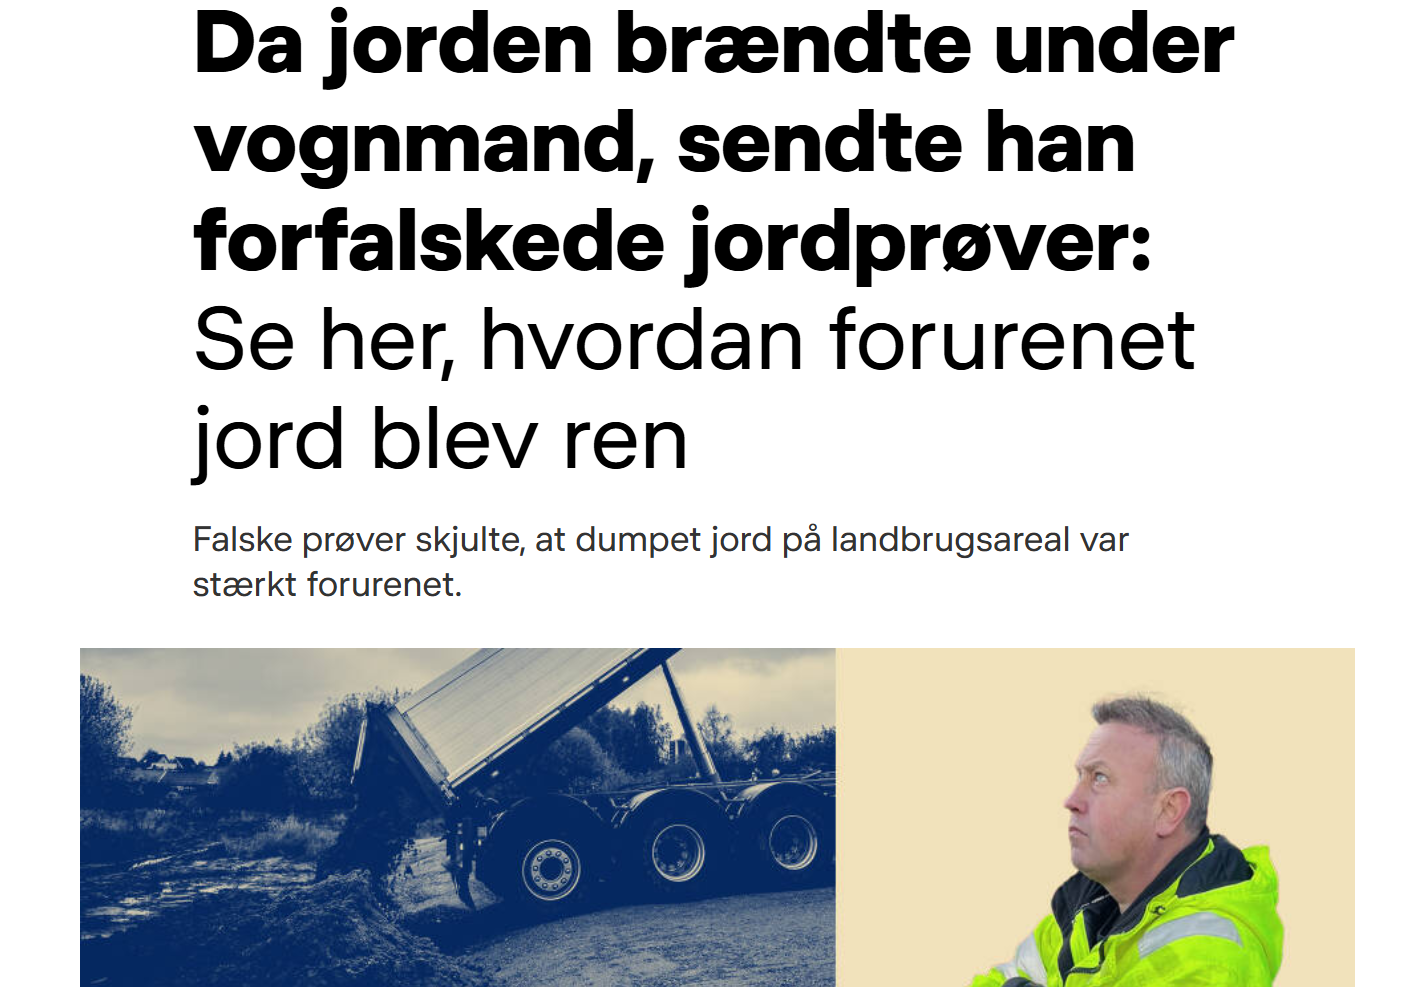 Da jorden brændte under
vognmand, sendte han
forfalskede jordprøver:
Se her, hvordan forurenet
jord blev ren
Falske prøver skjulte, at dumpet jord på landbrugsareal var
stærkt forurenet.